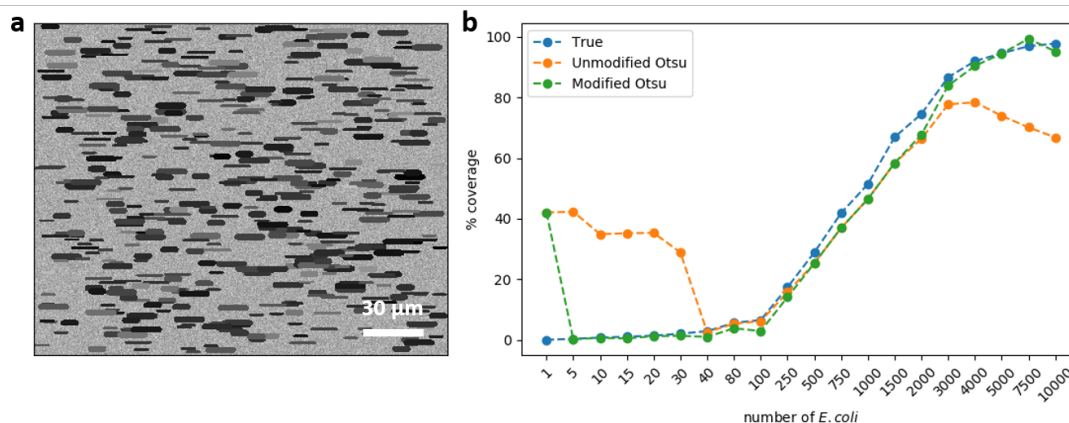 a
30 μm
b
True
Unmodified Otsu
Modified Otsu
% coverage
100
80
60
40
20
0
1 5 10 15 20 30 40 80 100 250 500 750 1000 1500 2000 3000 4000 5000 7500 10000
number of E. coli